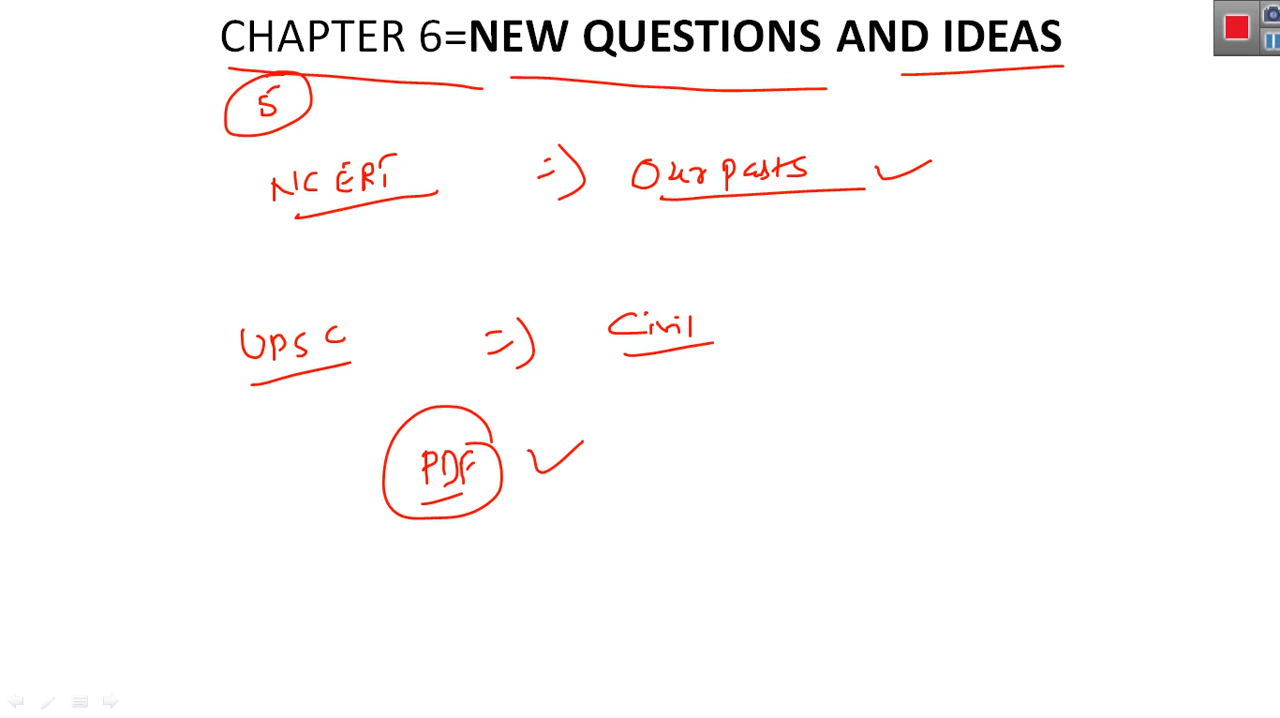 CHAPTER 6=NEW QUESTIONS AND IDEAS
5
NCERT => Our pasts
UPSC => Civil
PDF